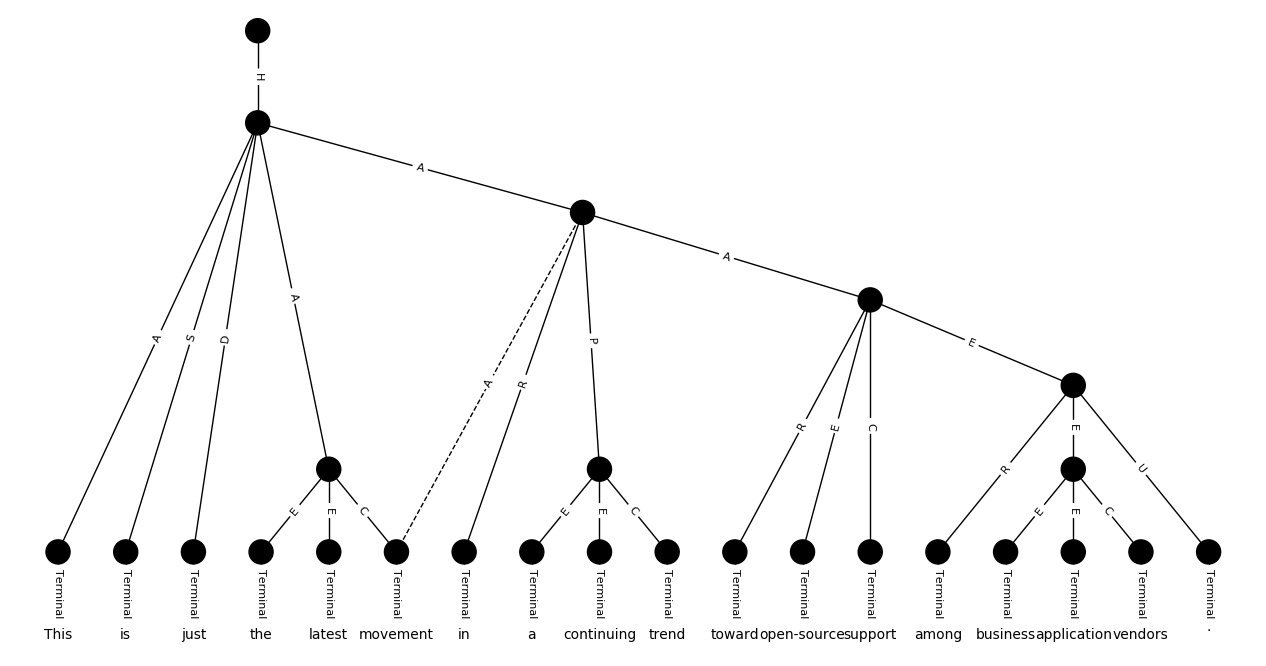 H
A
A
A
S
D
A
P
E
A
R
R
E
C
E
R
U
E
E
C
E
E
C
E
E
C
Terminal Terminal Terminal Terminal Terminal Terminal Terminal Terminal Terminal Terminal Terminal Terminal Terminal Terminal Terminal Terminal Terminal Terminal
This is just the latest movement in a continuing trend toward open-source support among business application vendors .